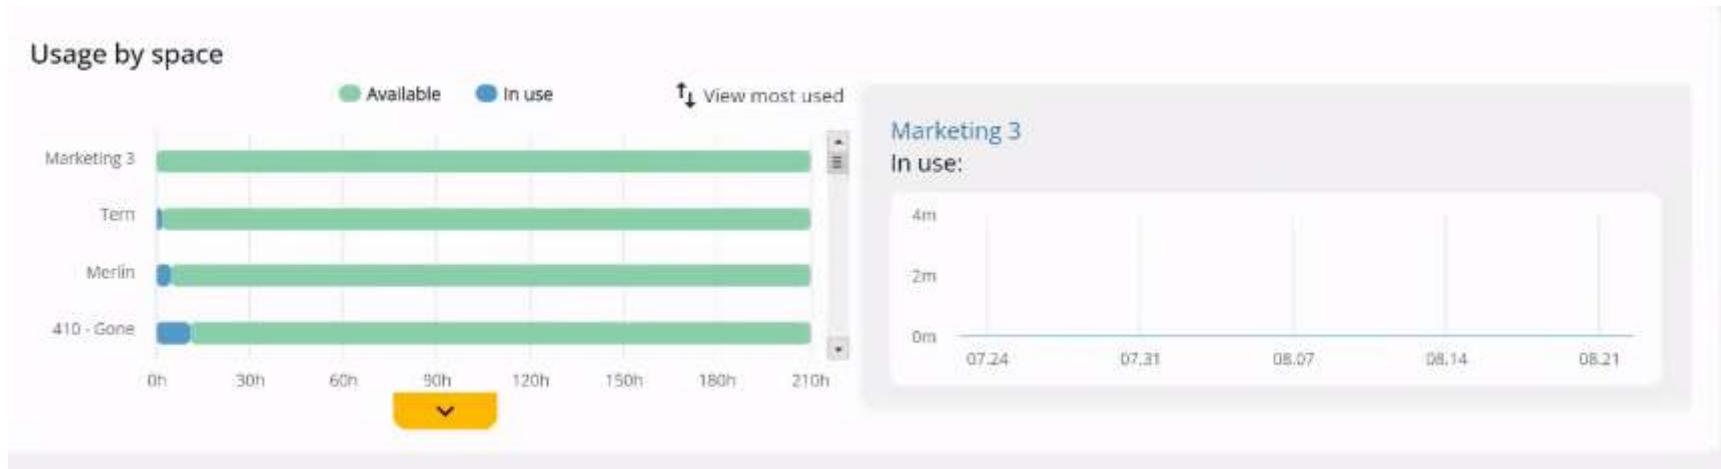 Usage by space
Available In use View most used
Marketing 3
Tern
Merlin
410 - Gone
0h 30h 60h 90h 120h 150h 180h 210h
Marketing 3
In use:
4m
2m
0m
07.24 07.31 08.07 08.14 08.21